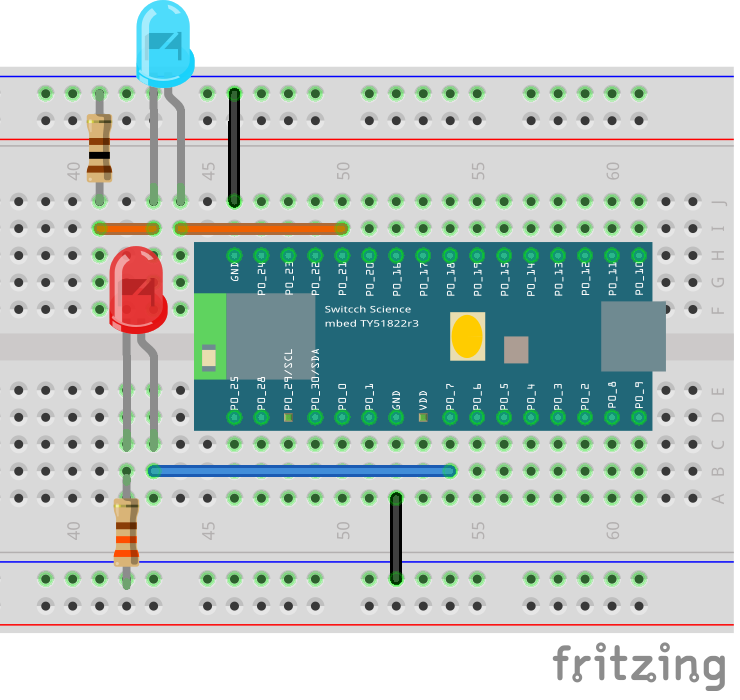 40 45 50 55 60
J
I
H
G
F
GND P0_24 P0_23 P0_22 P0_21 P0_20 P0_16 P0_17 P0_18 P0_19 P0_15 P0_14 P0_13 P0_12 P0_11 P0_10
Switcch Science
mbed TY51822r3
P0_25 P0_28 P0_29/SCL P0_30/SDA P0_0 P0_1 GND VDD P0_7 P0_6 P0_5 P0_4 P0_3 P0_2 P0_8 P0_9
E
D
C
B
A
40 45 50 55 60
fritzing